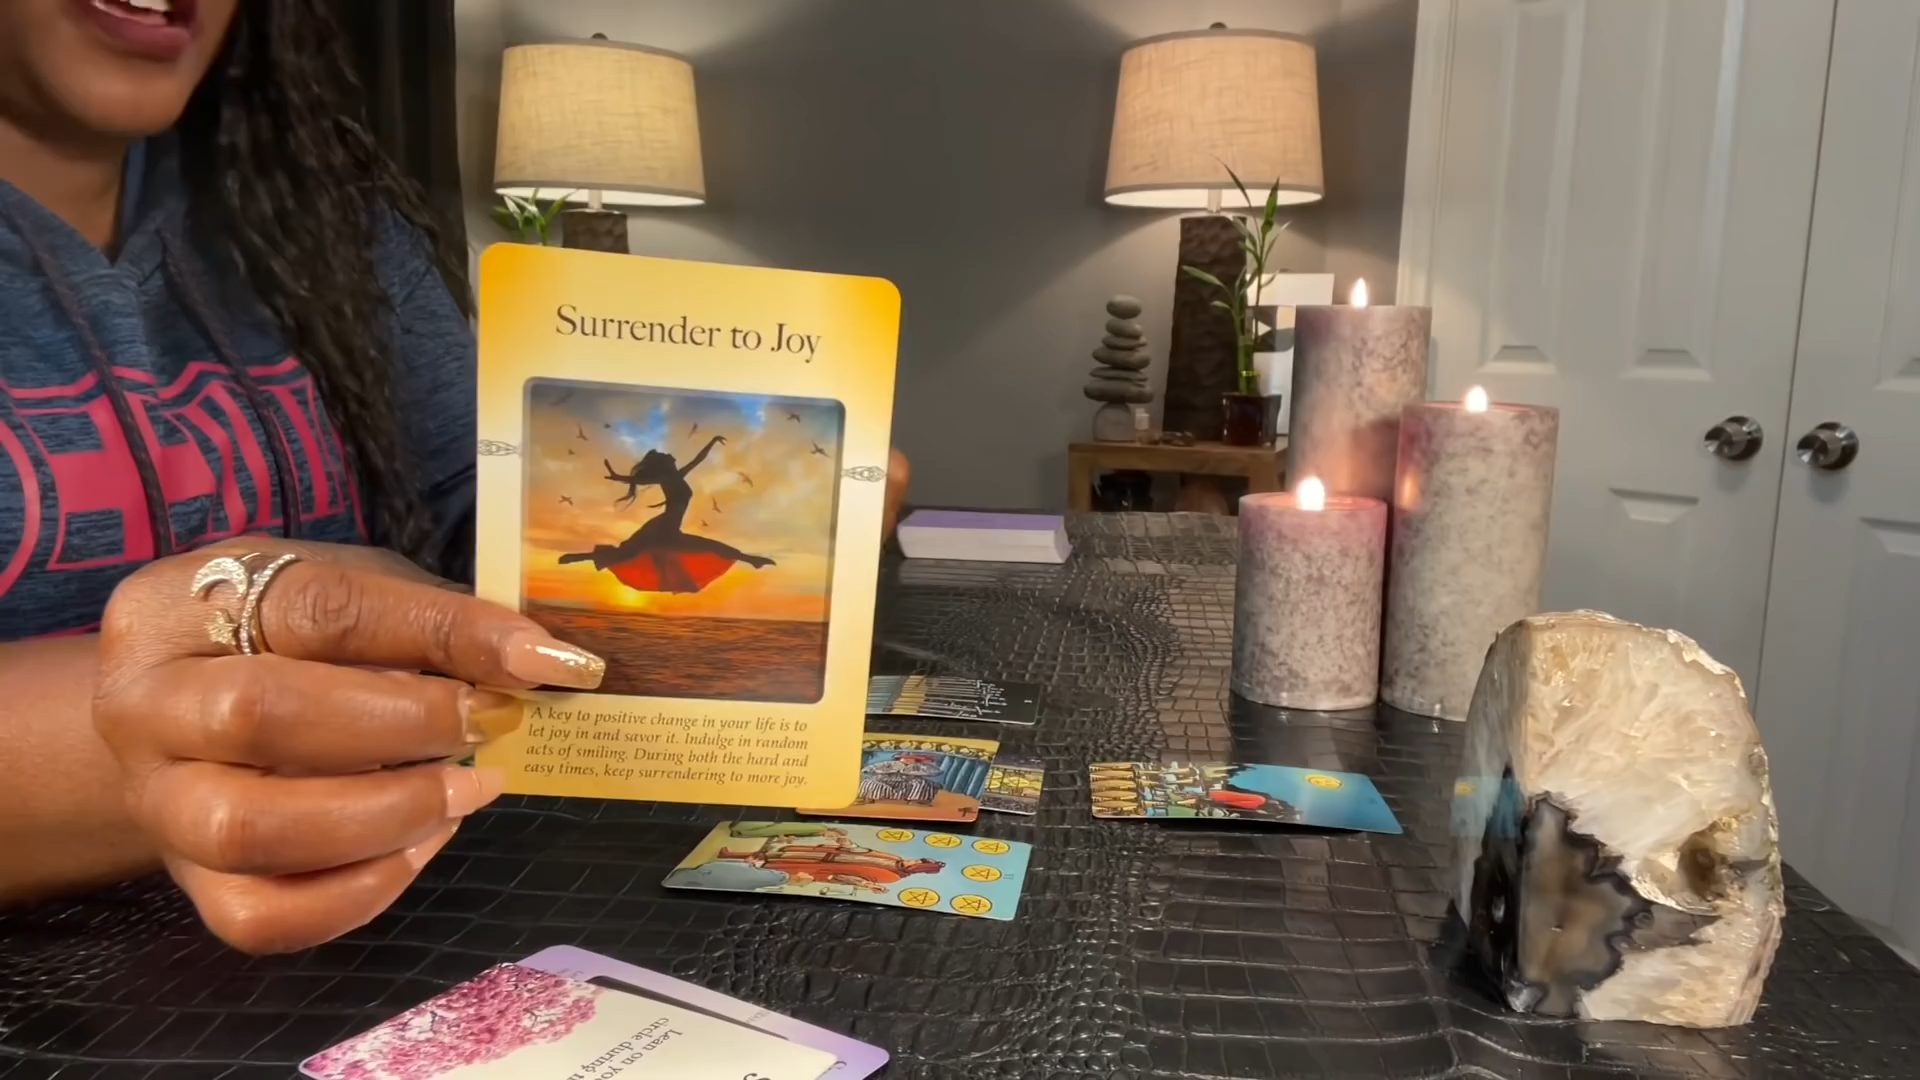 Surrender to Joy
A key to positive change in your life is to
let joy in and savor it. Indulge in random
acts of smiling. During both the hard and
easy times, keep surrendering to more joy.
Lean on you
circle during